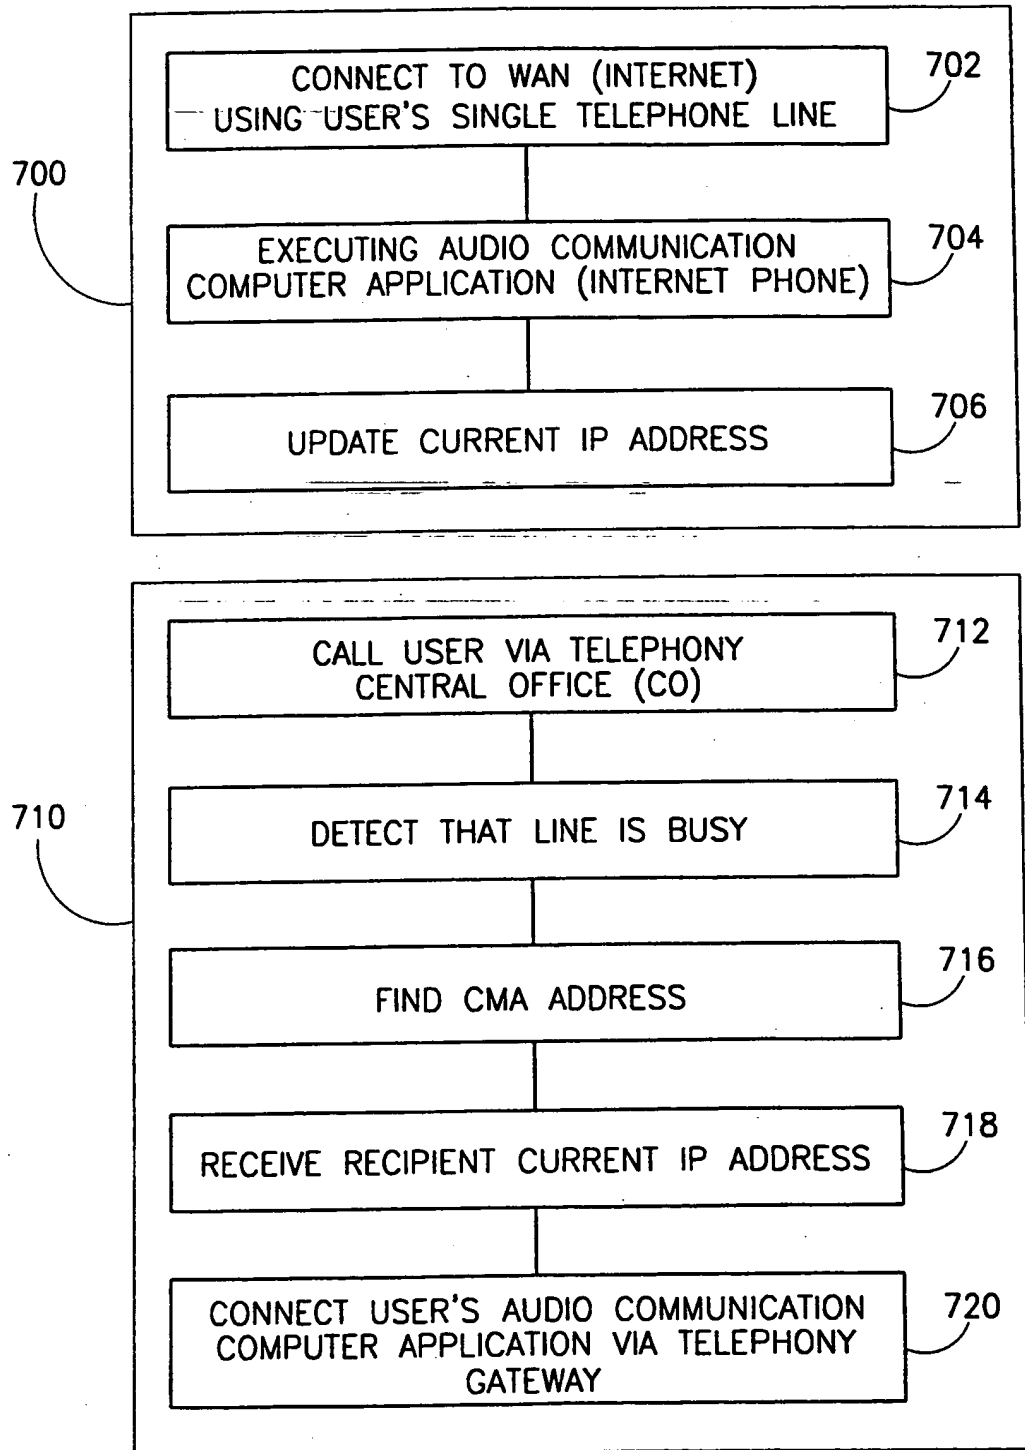 CONNECT TO WAN (INTERNET)
USING USER'S SINGLE TELEPHONE LINE
702
700
EXECUTING AUDIO COMMUNICATION
COMPUTER APPLICATION (INTERNET PHONE)
704
UPDATE CURRENT IP ADDRESS
706
CALL USER VIA TELEPHONY
CENTRAL OFFICE (CO)
712
710
DETECT THAT LINE IS BUSY
714
FIND CMA ADDRESS
716
RECEIVE RECIPIENT CURRENT IP ADDRESS
718
CONNECT USER'S AUDIO COMMUNICATION
COMPUTER APPLICATION VIA TELEPHONY
GATEWAY
720